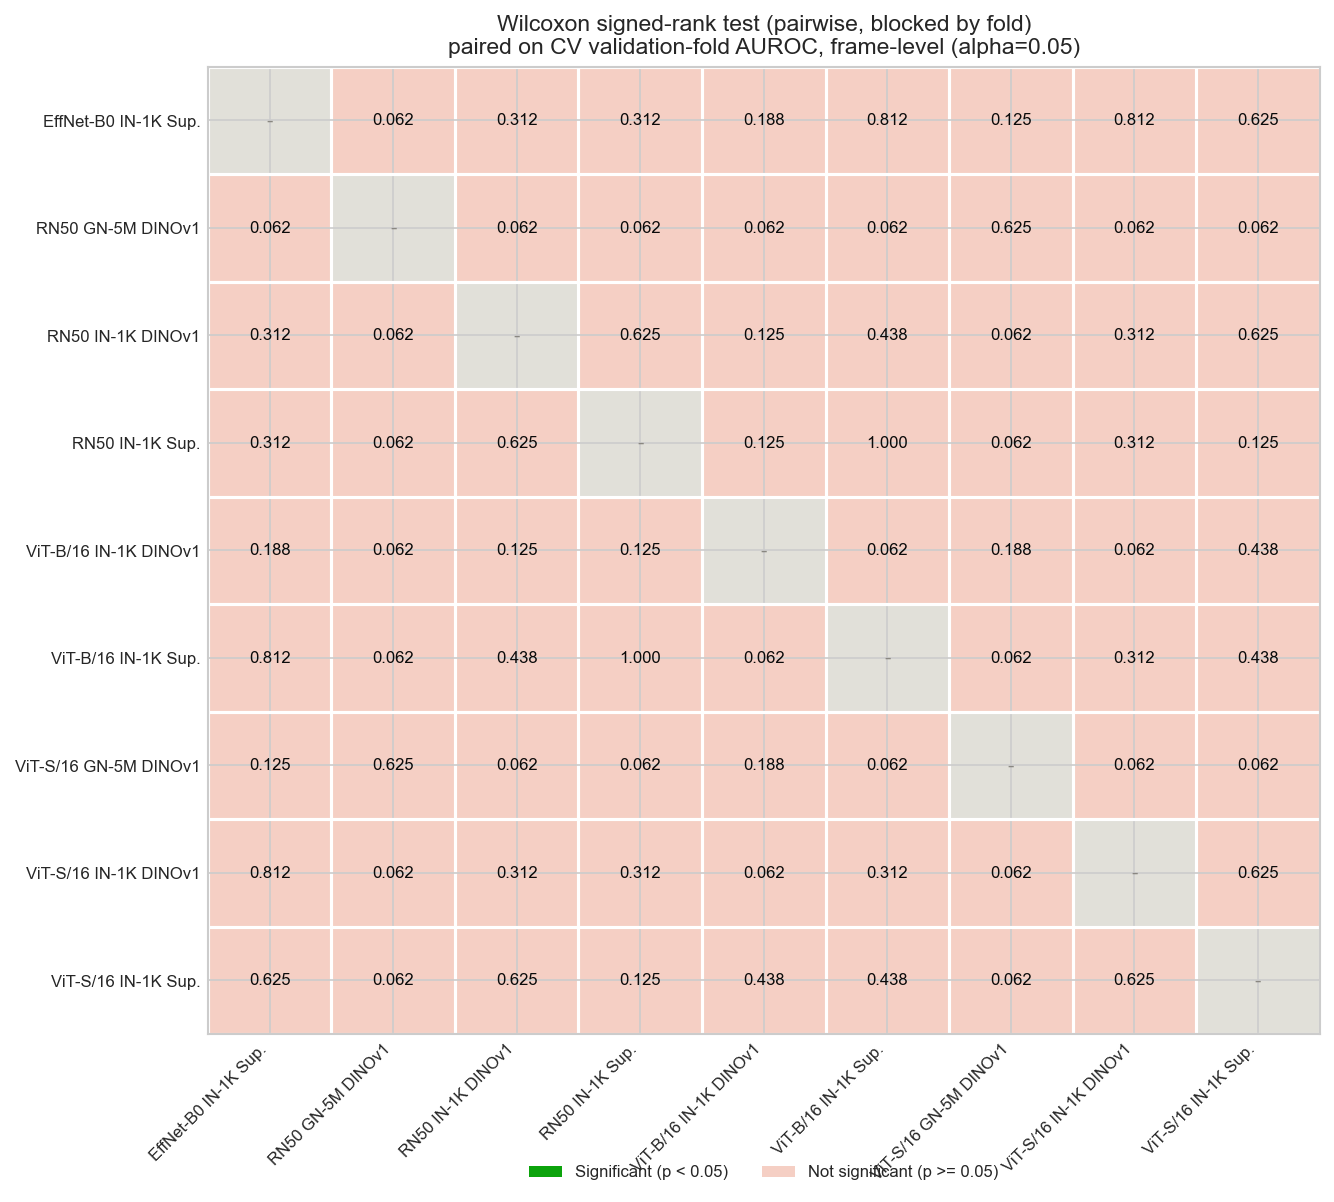 Wilcoxon signed-rank test (pairwise, blocked by fold)
paired on CV validation-fold AUROC, frame-level (alpha=0.05)
EffNet-B0 IN-1K Sup. - 0.062 0.312 0.312 0.188 0.812 0.125 0.812 0.625
RN50 GN-5M DINOv1 0.062 - 0.062 0.062 0.062 0.062 0.625 0.062 0.062
RN50 IN-1K DINOv1 0.312 0.062 - 0.625 0.125 0.438 0.062 0.312 0.625
RN50 IN-1K Sup. 0.312 0.062 0.625 - 0.125 1.000 0.062 0.312 0.125
ViT-B/16 IN-1K DINOv1 0.188 0.062 0.125 0.125 - 0.062 0.188 0.062 0.438
ViT-B/16 IN-1K Sup. 0.812 0.062 0.438 1.000 0.062 - 0.062 0.312 0.438
ViT-S/16 GN-5M DINOv1 0.125 0.625 0.062 0.062 0.188 0.062 - 0.062 0.062
ViT-S/16 IN-1K DINOv1 0.812 0.062 0.312 0.312 0.062 0.312 0.062 - 0.625
ViT-S/16 IN-1K Sup. 0.625 0.062 0.625 0.125 0.438 0.438 0.062 0.625 -
EffNet-B0 IN-1K Sup.
RN50 GN-5M DINOv1
RN50 IN-1K DINOv1
RN50 IN-1K Sup.
ViT-B/16 IN-1K DINOv1
ViT-B/16 IN-1K Sup.
ViT-S/16 GN-5M DINOv1
ViT-S/16 IN-1K DINOv1
ViT-S/16 IN-1K Sup.
Significant (p < 0.05)
Not significant (p >= 0.05)